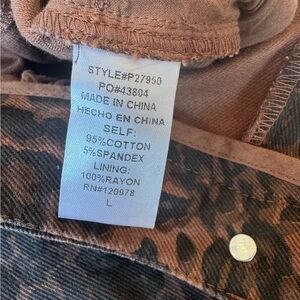 STYLE#P27950
PO#43804
MADE IN CHINA
HECHO EN CHINA
SELF:
95%COTTON
5%SPANDEX
LINING:
100%RAYON
RN#120978
L